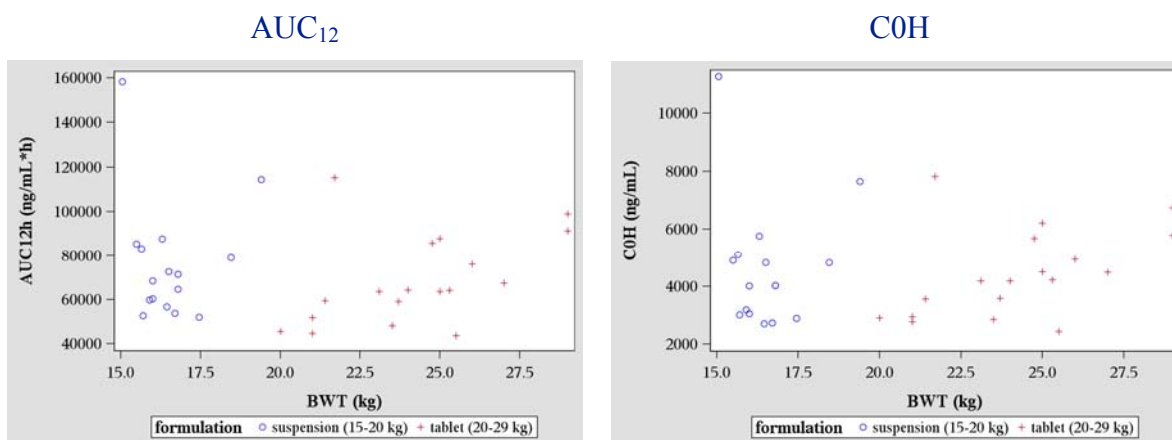 AUC₁₂
C0H
AUC12h (ng/mL*h)
160000
140000
120000
100000
80000
60000
40000
15.0 17.5 20.0 22.5 25.0 27.5
BWT (kg)
formulation ○ suspension (15-20 kg) + tablet (20-29 kg)
C0H (ng/mL)
10000
8000
6000
4000
2000
15.0 17.5 20.0 22.5 25.0 27.5
BWT (kg)
formulation ○ suspension (15-20 kg) + tablet (20-29 kg)